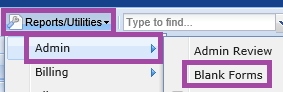 Reports/Utilities
Type to find...
Admin
Admin Review
Billing
Blank Forms